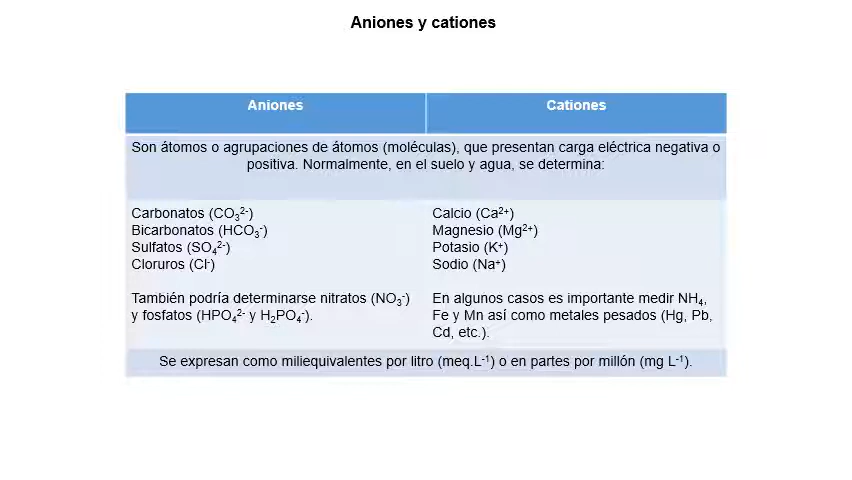 Aniones y cationes
Aniones
Cationes
Son átomos o agrupaciones de átomos (moléculas), que presentan carga eléctrica negativa o
positiva. Normalmente, en el suelo y agua, se determina:
Carbonatos (CO₃²⁻)
Bicarbonatos (HCO₃⁻)
Sulfatos (SO₄²⁻)
Cloruros (Cl⁻)
También podría determinarse nitratos (NO₃⁻)
y fosfatos (HPO₄²⁻ y H₂PO₄⁻).
Calcio (Ca²⁺)
Magnesio (Mg²⁺)
Potasio (K⁺)
Sodio (Na⁺)
En algunos casos es importante medir NH₄,
Fe y Mn así como metales pesados (Hg, Pb,
Cd, etc.).
Se expresan como miliequivalentes por litro (meq.L⁻¹) o en partes por millón (mg L⁻¹).